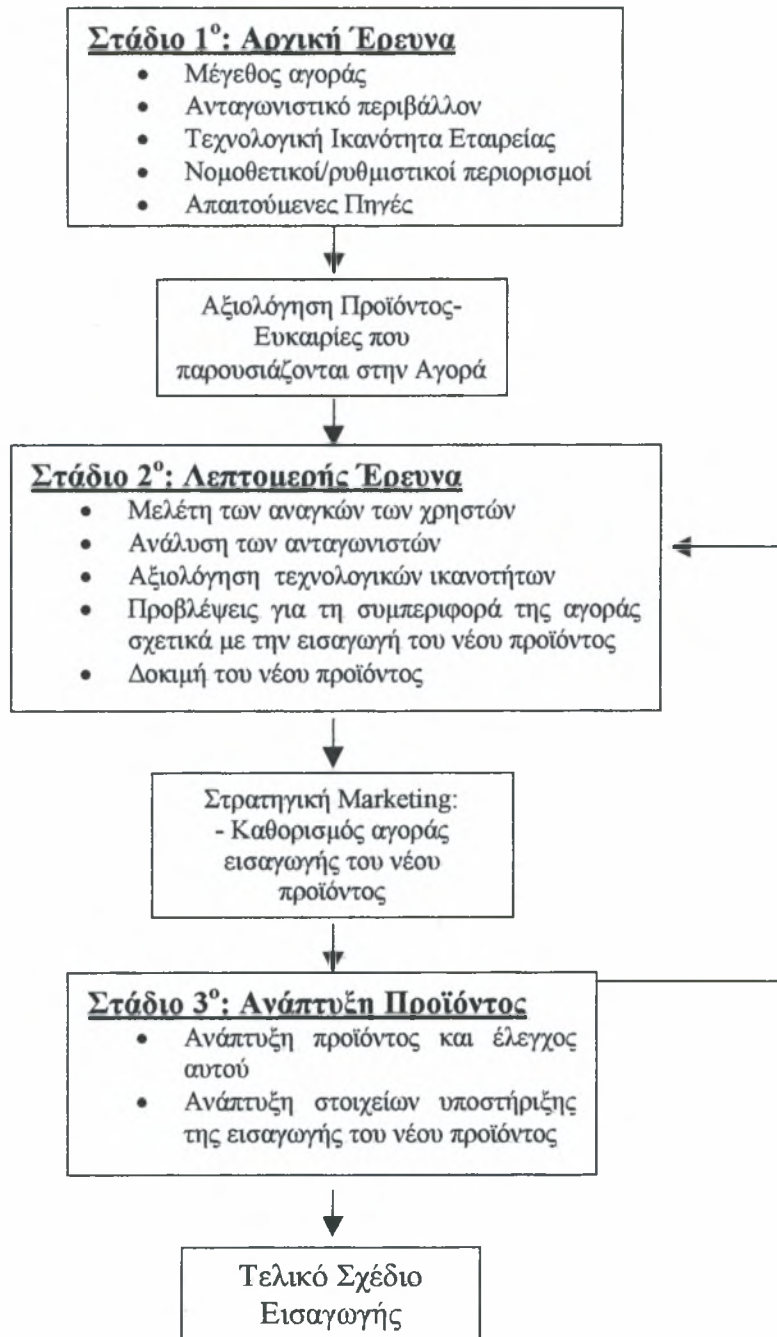 Στάδιο 1ο: Αρχική Έρευνα
• Μέγεθος αγοράς
• Ανταγωνιστικό περιβάλλον
• Τεχνολογική Ικανότητα Εταιρείας
• Νομοθετικοί/ρυθμιστικοί περιορισμοί
• Απαιτούμενες Πηγές
Αξιολόγηση Προϊόντος-
Ευκαιρίες που
παρουσιάζονται στην Αγορά
Στάδιο 2ο: Λεπτομερής Έρευνα
• Μελέτη των αναγκών των χρηστών
• Ανάλυση των ανταγωνιστών
• Αξιολόγηση τεχνολογικών ικανοτήτων
• Προβλέψεις για τη συμπεριφορά της αγοράς
σχετικά με την εισαγωγή του νέου προϊόντος
• Δοκιμή του νέου προϊόντος
Στρατηγική Marketing:
- Καθορισμός αγοράς
εισαγωγής του νέου
προϊόντος
Στάδιο 3ο: Ανάπτυξη Προϊόντος
• Ανάπτυξη προϊόντος και έλεγχος
αυτού
• Ανάπτυξη στοιχείων υποστήριξης
της εισαγωγής του νέου προϊόντος
Τελικό Σχέδιο
Εισαγωγής